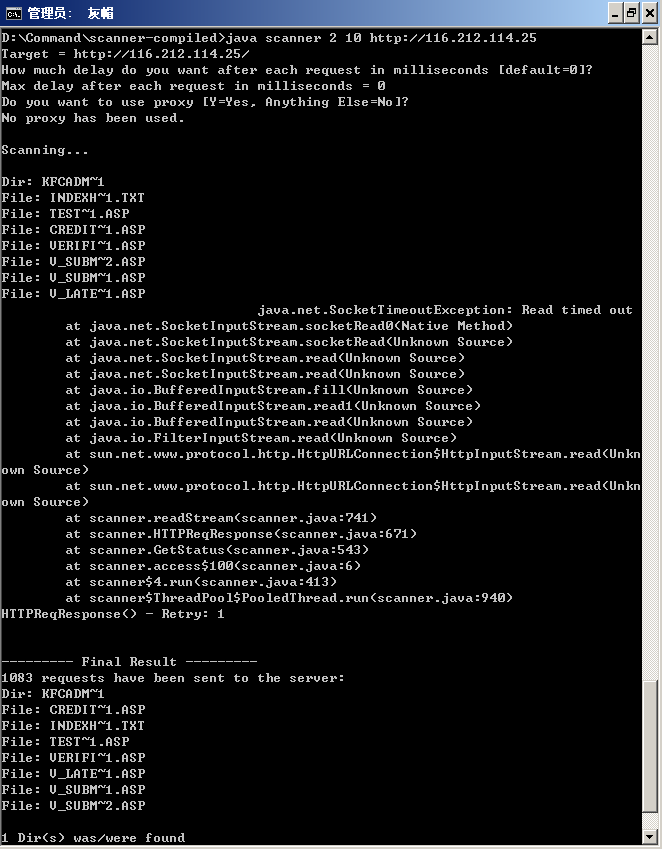 管理员: 灰帽
D:\Command\scanner-compiled>java scanner 2 10 http://116.212.114.25
Target = http://116.212.114.25/
How much delay do you want after each request in milliseconds [default=0]?
Max delay after each request in milliseconds = 0
Do you want to use proxy [Y=Yes, Anything Else=No]?
No proxy has been used.
Scanning...
Dir: KFCADM~1
File: INDEXH~1.TXT
File: TEST~1.ASP
File: CREDIT~1.ASP
File: VERIFI~1.ASP
File: V_SUBM~2.ASP
File: V_SUBM~1.ASP
File: V_LATE~1.ASP
java.net.SocketTimeoutException: Read timed out
at java.net.SocketInputStream.socketRead0(Native Method)
at java.net.SocketInputStream.socketRead(Unknown Source)
at java.net.SocketInputStream.read(Unknown Source)
at java.net.SocketInputStream.read(Unknown Source)
at java.io.BufferedInputStream.fill(Unknown Source)
at java.io.BufferedInputStream.read1(Unknown Source)
at java.io.BufferedInputStream.read(Unknown Source)
at java.io.FilterInputStream.read(Unknown Source)
at sun.net.www.protocol.http.HttpURLConnection$HttpInputStream.read(Unkn
own Source)
at sun.net.www.protocol.http.HttpURLConnection$HttpInputStream.read(Unkn
own Source)
at scanner.readStream(scanner.java:741)
at scanner.HTTPReqResponse(scanner.java:671)
at scanner.GetStatus(scanner.java:543)
at scanner.access$100(scanner.java:6)
at scanner$4.run(scanner.java:413)
at scanner$ThreadPool$PooledThread.run(scanner.java:940)
HTTPReqResponse() - Retry: 1
--------- Final Result ---------
1083 requests have been sent to the server:
Dir: KFCADM~1
File: CREDIT~1.ASP
File: INDEXH~1.TXT
File: TEST~1.ASP
File: VERIFI~1.ASP
File: V_LATE~1.ASP
File: V_SUBM~1.ASP
File: V_SUBM~2.ASP
1 Dir(s) was/were found